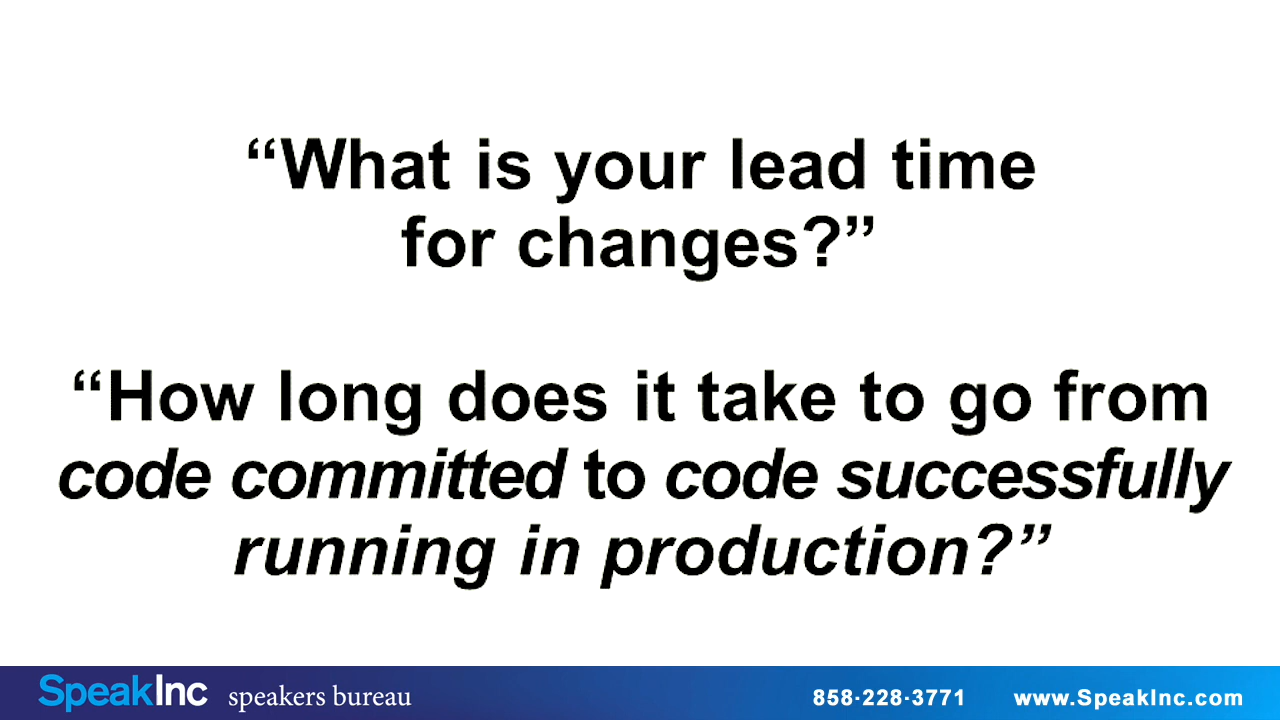 “What is your lead time
for changes?”
“How long does it take to go from
code committed to code successfully
running in production?”
SpeakInc speakers bureau 858-228-3771 www.SpeakInc.com